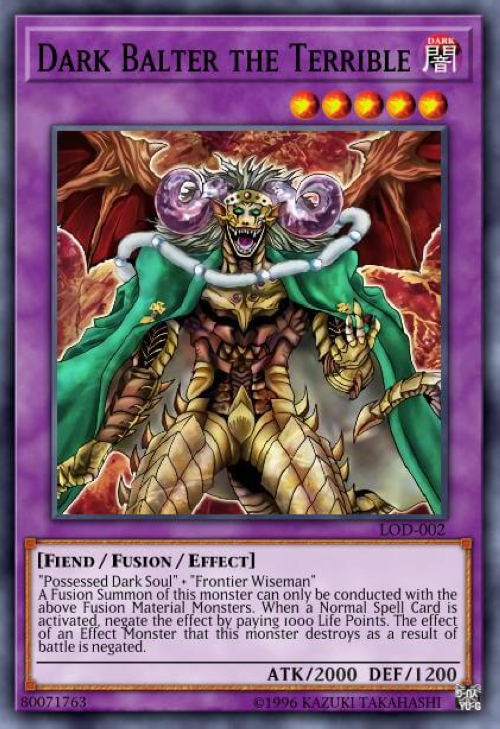 DARK BALTER THE TERRIBLE
DARK
闇
LOD-002
[FIEND / FUSION / EFFECT]
"Possessed Dark Soul" + "Frontier Wiseman"
A Fusion Summon of this monster can only be conducted with the
above Fusion Material Monsters. When a Normal Spell Card is
activated, negate the effect by paying 1000 Life Points. The effect
of an Effect Monster that this monster destroys as a result of
battle is negated.
ATK/2000 DEF/1200
80071763
©1996 KAZUKI TAKAHASHI